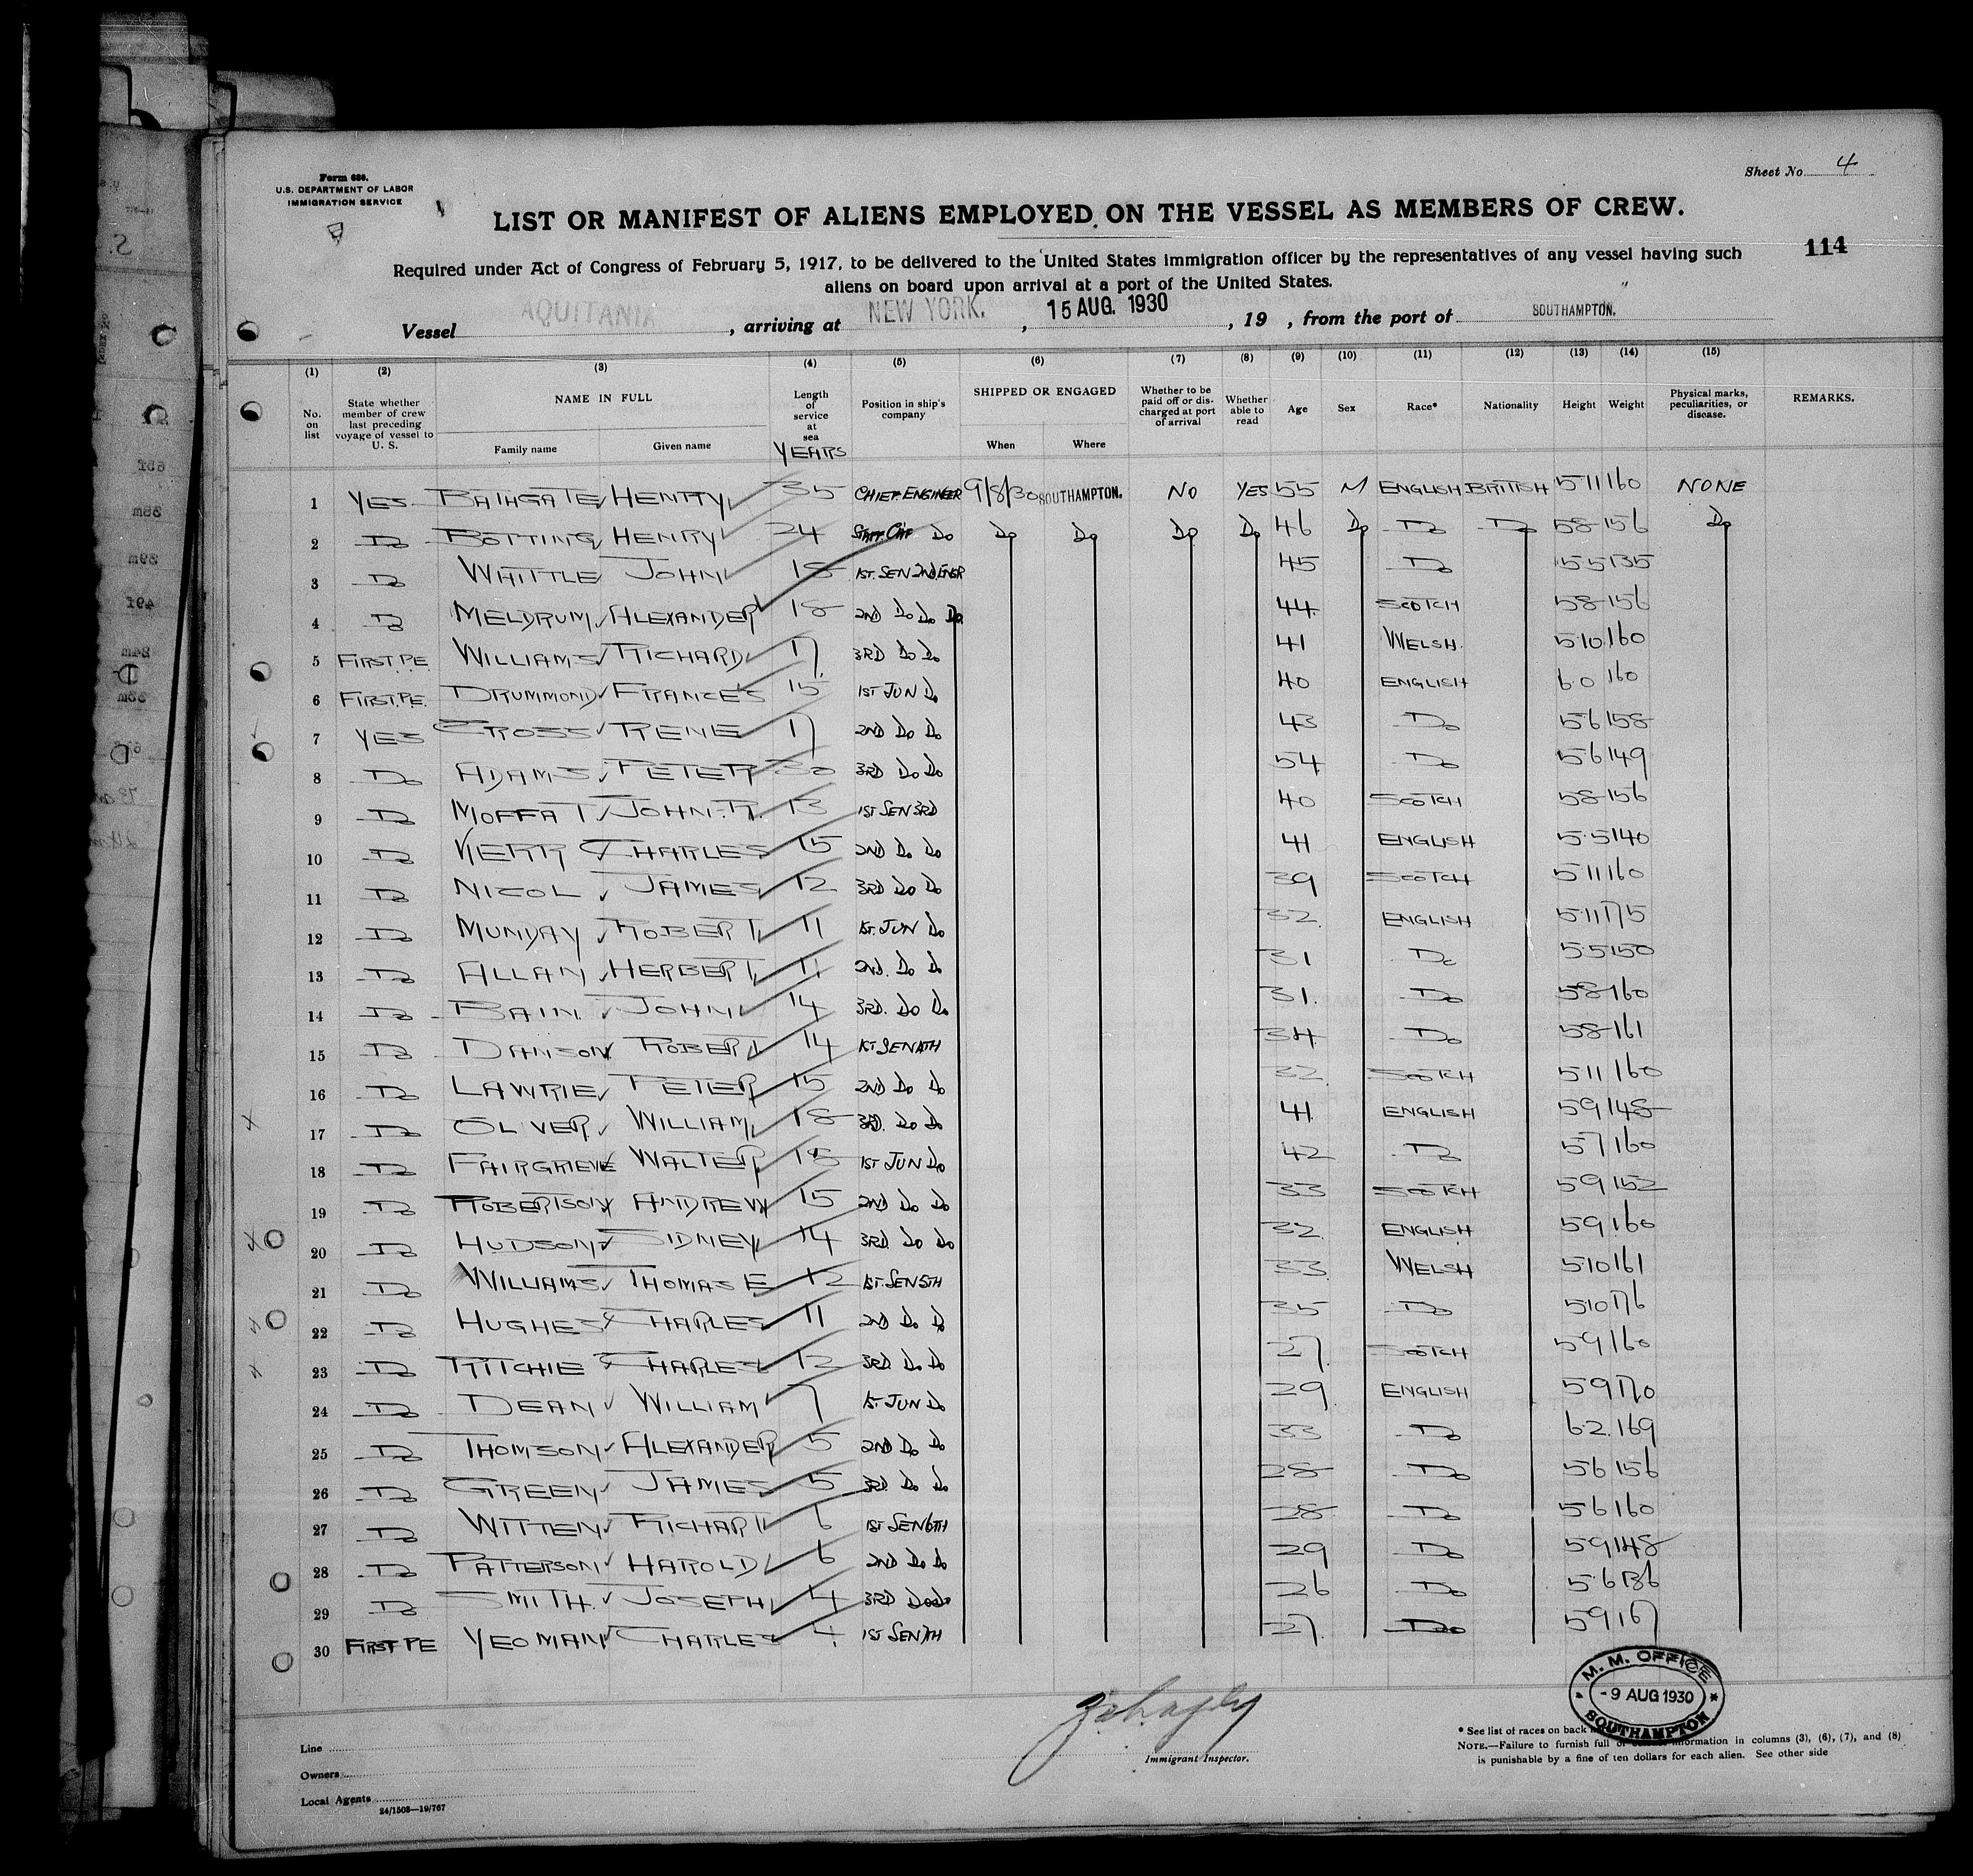 Form 680.
U.S. DEPARTMENT OF LABOR
IMMIGRATION SERVICE
Sheet No. 4
LIST OR MANIFEST OF ALIENS EMPLOYED ON THE VESSEL AS MEMBERS OF CREW.
114
Required under Act of Congress of February 5, 1917, to be delivered to the United States immigration officer by the representatives of any vessel having such
aliens on board upon arrival at a port of the United States.
Vessel AQUITANIA, arriving at NEW YORK., 15 AUG. 1930, 19 , from the port of SOUTHAMPTON.
(1) (2) (3) (4) (5) (6) (7) (8) (9) (10) (11) (12) (13) (14) (15)
No. on list State whether member of crew last preceding voyage of vessel to U. S. NAME IN FULL Family name Given name Length of service at sea YEARS Position in ship's company SHIPPED OR ENGAGED When Where Whether to be paid off or discharged at port of arrival Whether able to read Age Sex Race* Nationality Height Weight Physical marks, peculiarities, or disease. REMARKS.
1 YES BATHGATE HENRY 35 CHIEF ENGINEER 9/8/30 SOUTHAMPTON. NO YES 55 M ENGLISH BRITISH 5 11 160 NONE
2 Do BOTTING HENRY 24 STAFF CHF Do Do Do Do Do 46 Do Do Do 5 8 156 Do
3 Do WHITTLE JOHN 18 1ST. SEN 2ND. ENGR 45 Do 5 5 135
4 Do MELDRUM ALEXANDER 18 2ND Do Do Do 44 SCOTCH 5 8 156
5 FIRST PE. WILLIAMS RICHARD 17 3RD Do Do 41 WELSH. 5 10 160
6 FIRST.PE. DRUMMOND FRANCES 15 1ST JUN Do 40 ENGLISH 6.0 160
7 YES CROSS RENE 17 2ND Do Do 43 Do 5 6 158
8 Do ADAMS PETER 30 3RD Do Do 54 Do 5 6 149
9 Do MOFFAT JOHN.R. 13 1ST SEN 3RD 40 SCOTCH 5 8 156
10 Do KERR CHARLES 15 2ND Do Do 41 ENGLISH 5.5 140
11 Do NICOL JAMES 12 3RD Do Do 39 SCOTCH 5 11 160
12 Do MUNDAY ROBERT 11 1ST. JUN Do 32. ENGLISH 5.11 175
13 Do ALLAN HERBERT 11 2ND. Do Do 31 Do 5.5 150
14 Do BAIN JOHN 14 3RD. Do Do 31. Do 5 8 160
15 Do DAWSON ROBERT 14 1ST SEN 4TH 34 Do 5 8 161
16 Do LAWRIE PETER 15 2ND Do Do 32. SCOTCH 5 11 160
17 Do OLIVER WILLIAM 18 3RD. Do Do 41. ENGLISH 5 9 148
18 Do FAIRGRIEVE WALTER 1ST JUN Do 42 Do 5 7 160
19 Do ROBERTSON ANDREW 15 2ND Do Do 33 SCOTCH 5 9 152
20 Do HUDSON SIDNEY 14 3RD. Do Do 32. ENGLISH 5 9 160
21 Do WILLIAMS THOMAS E 12 1ST. SEN 5TH 33. WELSH 5 10 161
22 Do HUGHES CHARLES 11 2ND Do Do 35 Do 5 10 176
23 Do RITCHIE CHARLES 12 3RD. Do Do 27. SCOTCH 5 9 160
24 Do DEAN WILLIAM 7 1ST. JUN Do 29. ENGLISH 5 9 170
25 Do THOMSON ALEXANDER 5 2ND Do Do 33 Do 6 2. 169
26 Do GREEN JAMES 5 3RD. Do Do 28 Do 5 6 156
27 Do WITTEN RICHARD 6 1ST SEN 6TH 28 Do 5 6 160
28 Do PATTERSON HAROLD 6 2ND Do Do 29 Do 5 9 148
29 Do SMITH. JOSEPH 4 3RD Do Do 26 Do 5.6 136
30 FIRST PE YEOMAN CHARLES 4. 1ST SEN 7TH 27. Do 5 9 167
M. M. OFFICE
- 9 AUG 1930
SOUTHAMPTON
Line
Owners
Local Agents
24/1508—19/767
Immigrant Inspector.
* See list of races on back
NOTE.—Failure to furnish full or information in columns (3), (6), (7), and (8)
is punishable by a fine of ten dollars for each alien. See other side